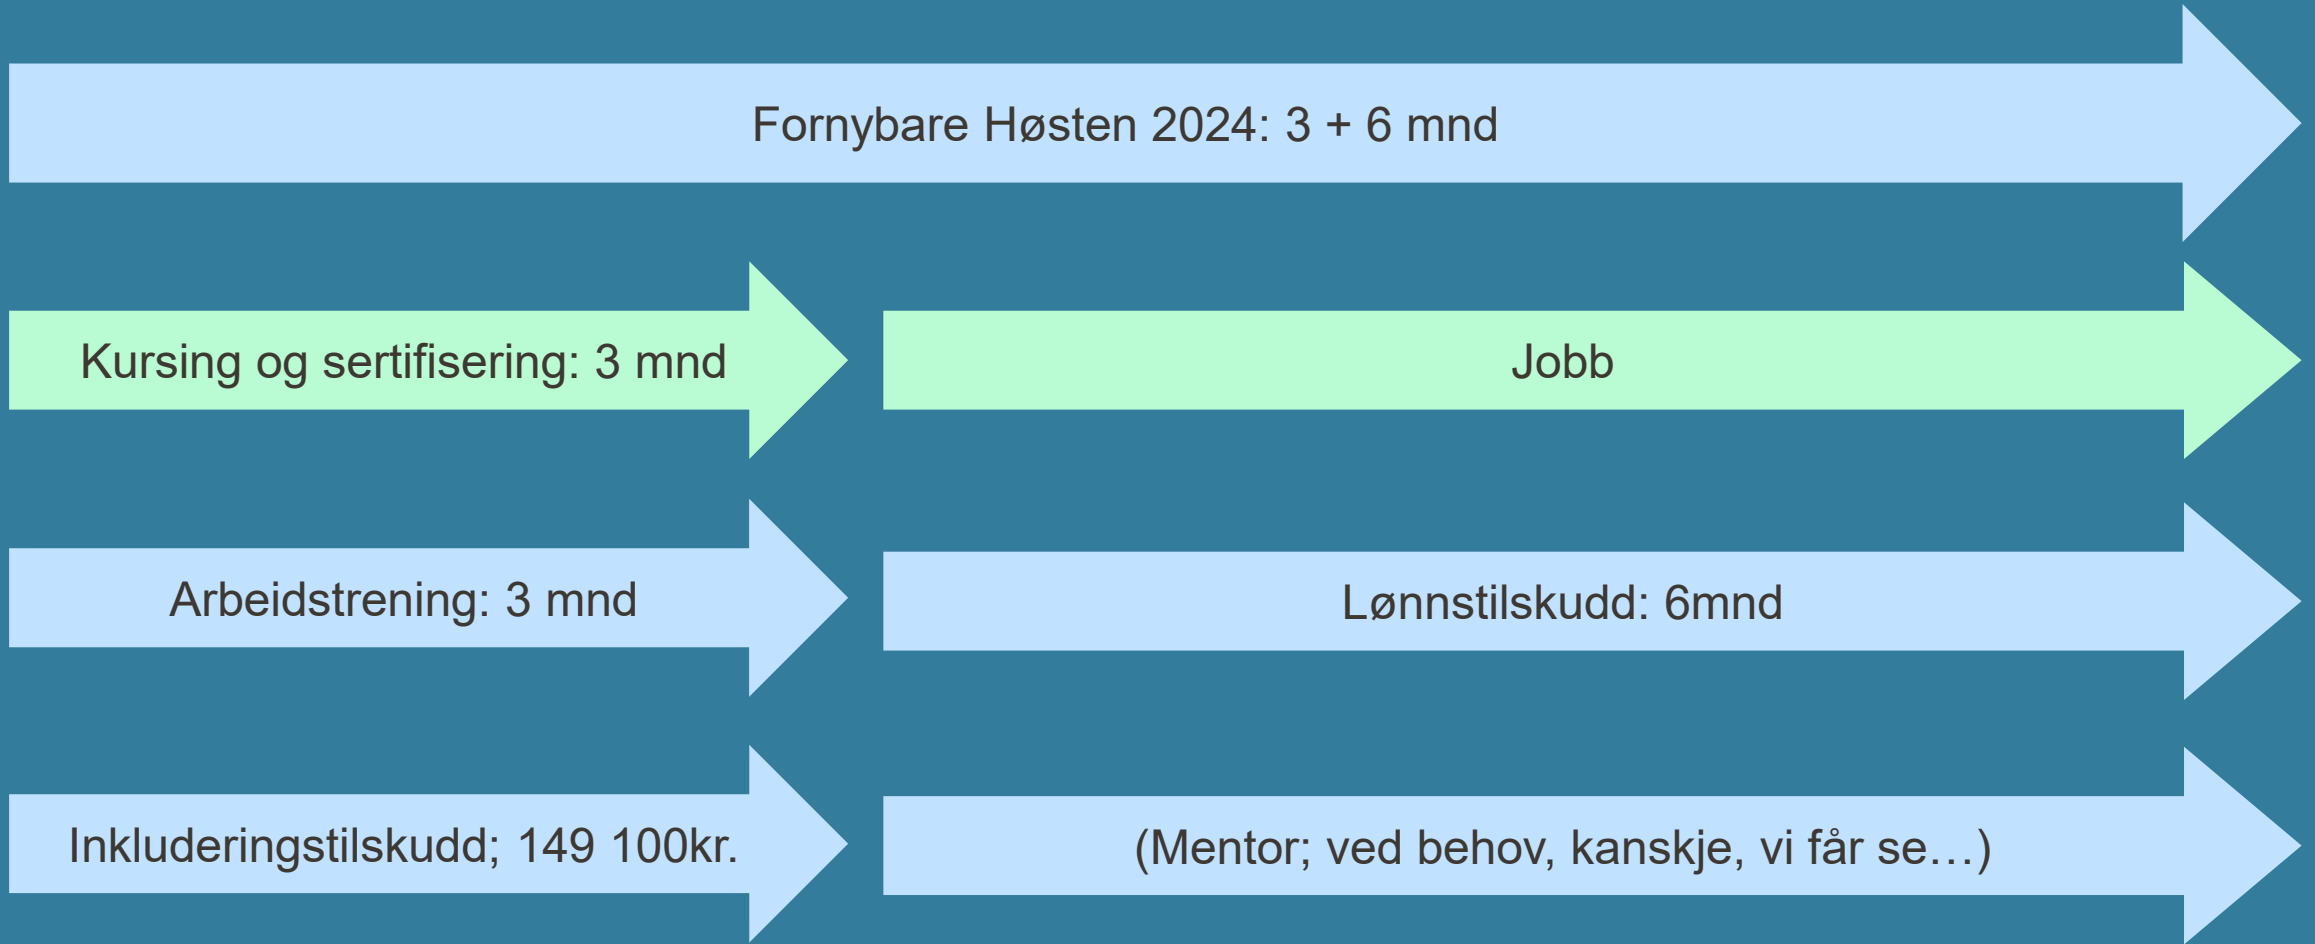 Fornybare Høsten 2024: 3 + 6 mnd
Kursing og sertifisering: 3 mnd
Jobb
Arbeidstrening: 3 mnd
Lønnstilskudd: 6mnd
Inkluderingstilskudd; 149 100kr.
(Mentor; ved behov, kanskje, vi får se…)